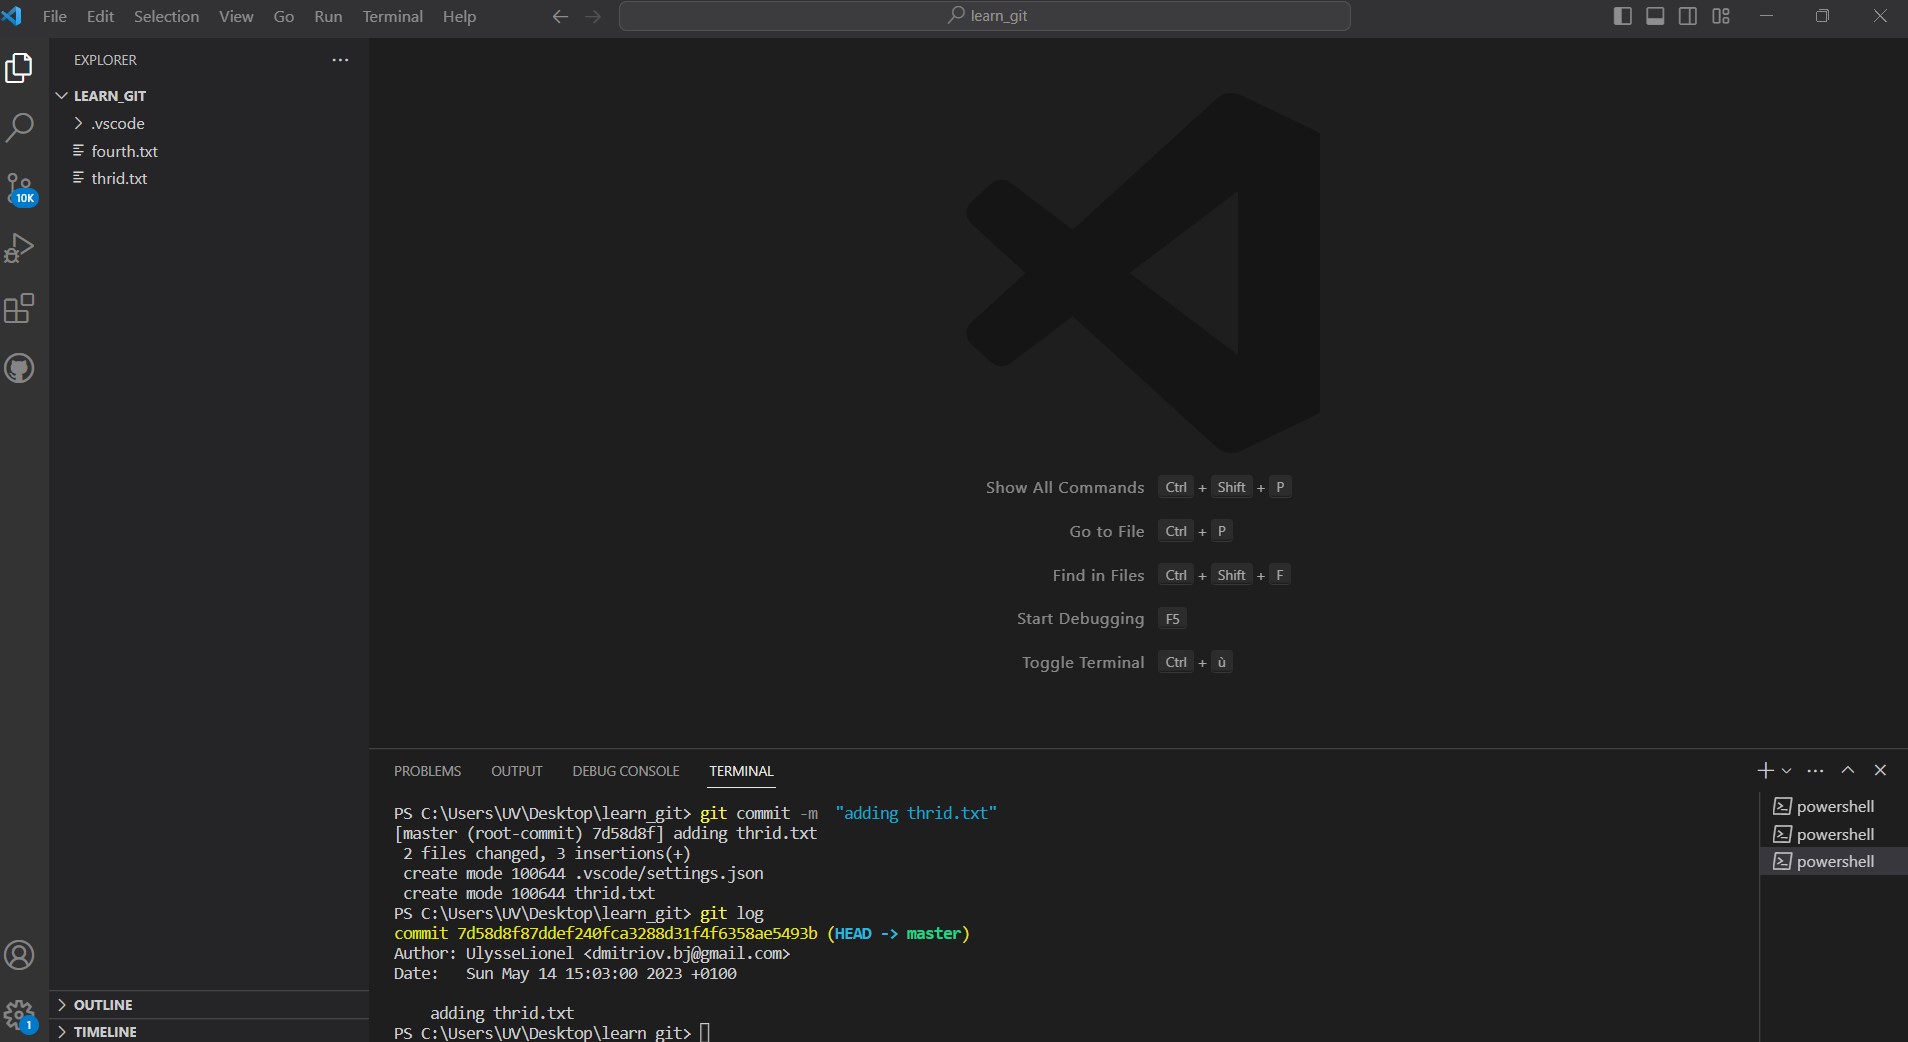 File Edit Selection View Go Run Terminal Help
learn_git
EXPLORER
LEARN_GIT
.vscode
fourth.txt
thrid.txt
10K
Show All Commands Ctrl + Shift + P
Go to File Ctrl + P
Find in Files Ctrl + Shift + F
Start Debugging F5
Toggle Terminal Ctrl + ù
PROBLEMS OUTPUT DEBUG CONSOLE TERMINAL
PS C:\Users\UV\Desktop\learn_git> git commit -m  "adding thrid.txt"
[master (root-commit) 7d58d8f] adding thrid.txt
 2 files changed, 3 insertions(+)
 create mode 100644 .vscode/settings.json
 create mode 100644 thrid.txt
PS C:\Users\UV\Desktop\learn_git> git log
commit 7d58d8f87ddef240fca3288d31f4f6358ae5493b (HEAD -> master)
Author: UlysseLionel <dmitriov.bj@gmail.com>
Date:   Sun May 14 15:03:00 2023 +0100
    adding thrid.txt
PS C:\Users\UV\Desktop\learn_git>
powershell
powershell
powershell
OUTLINE
TIMELINE
1